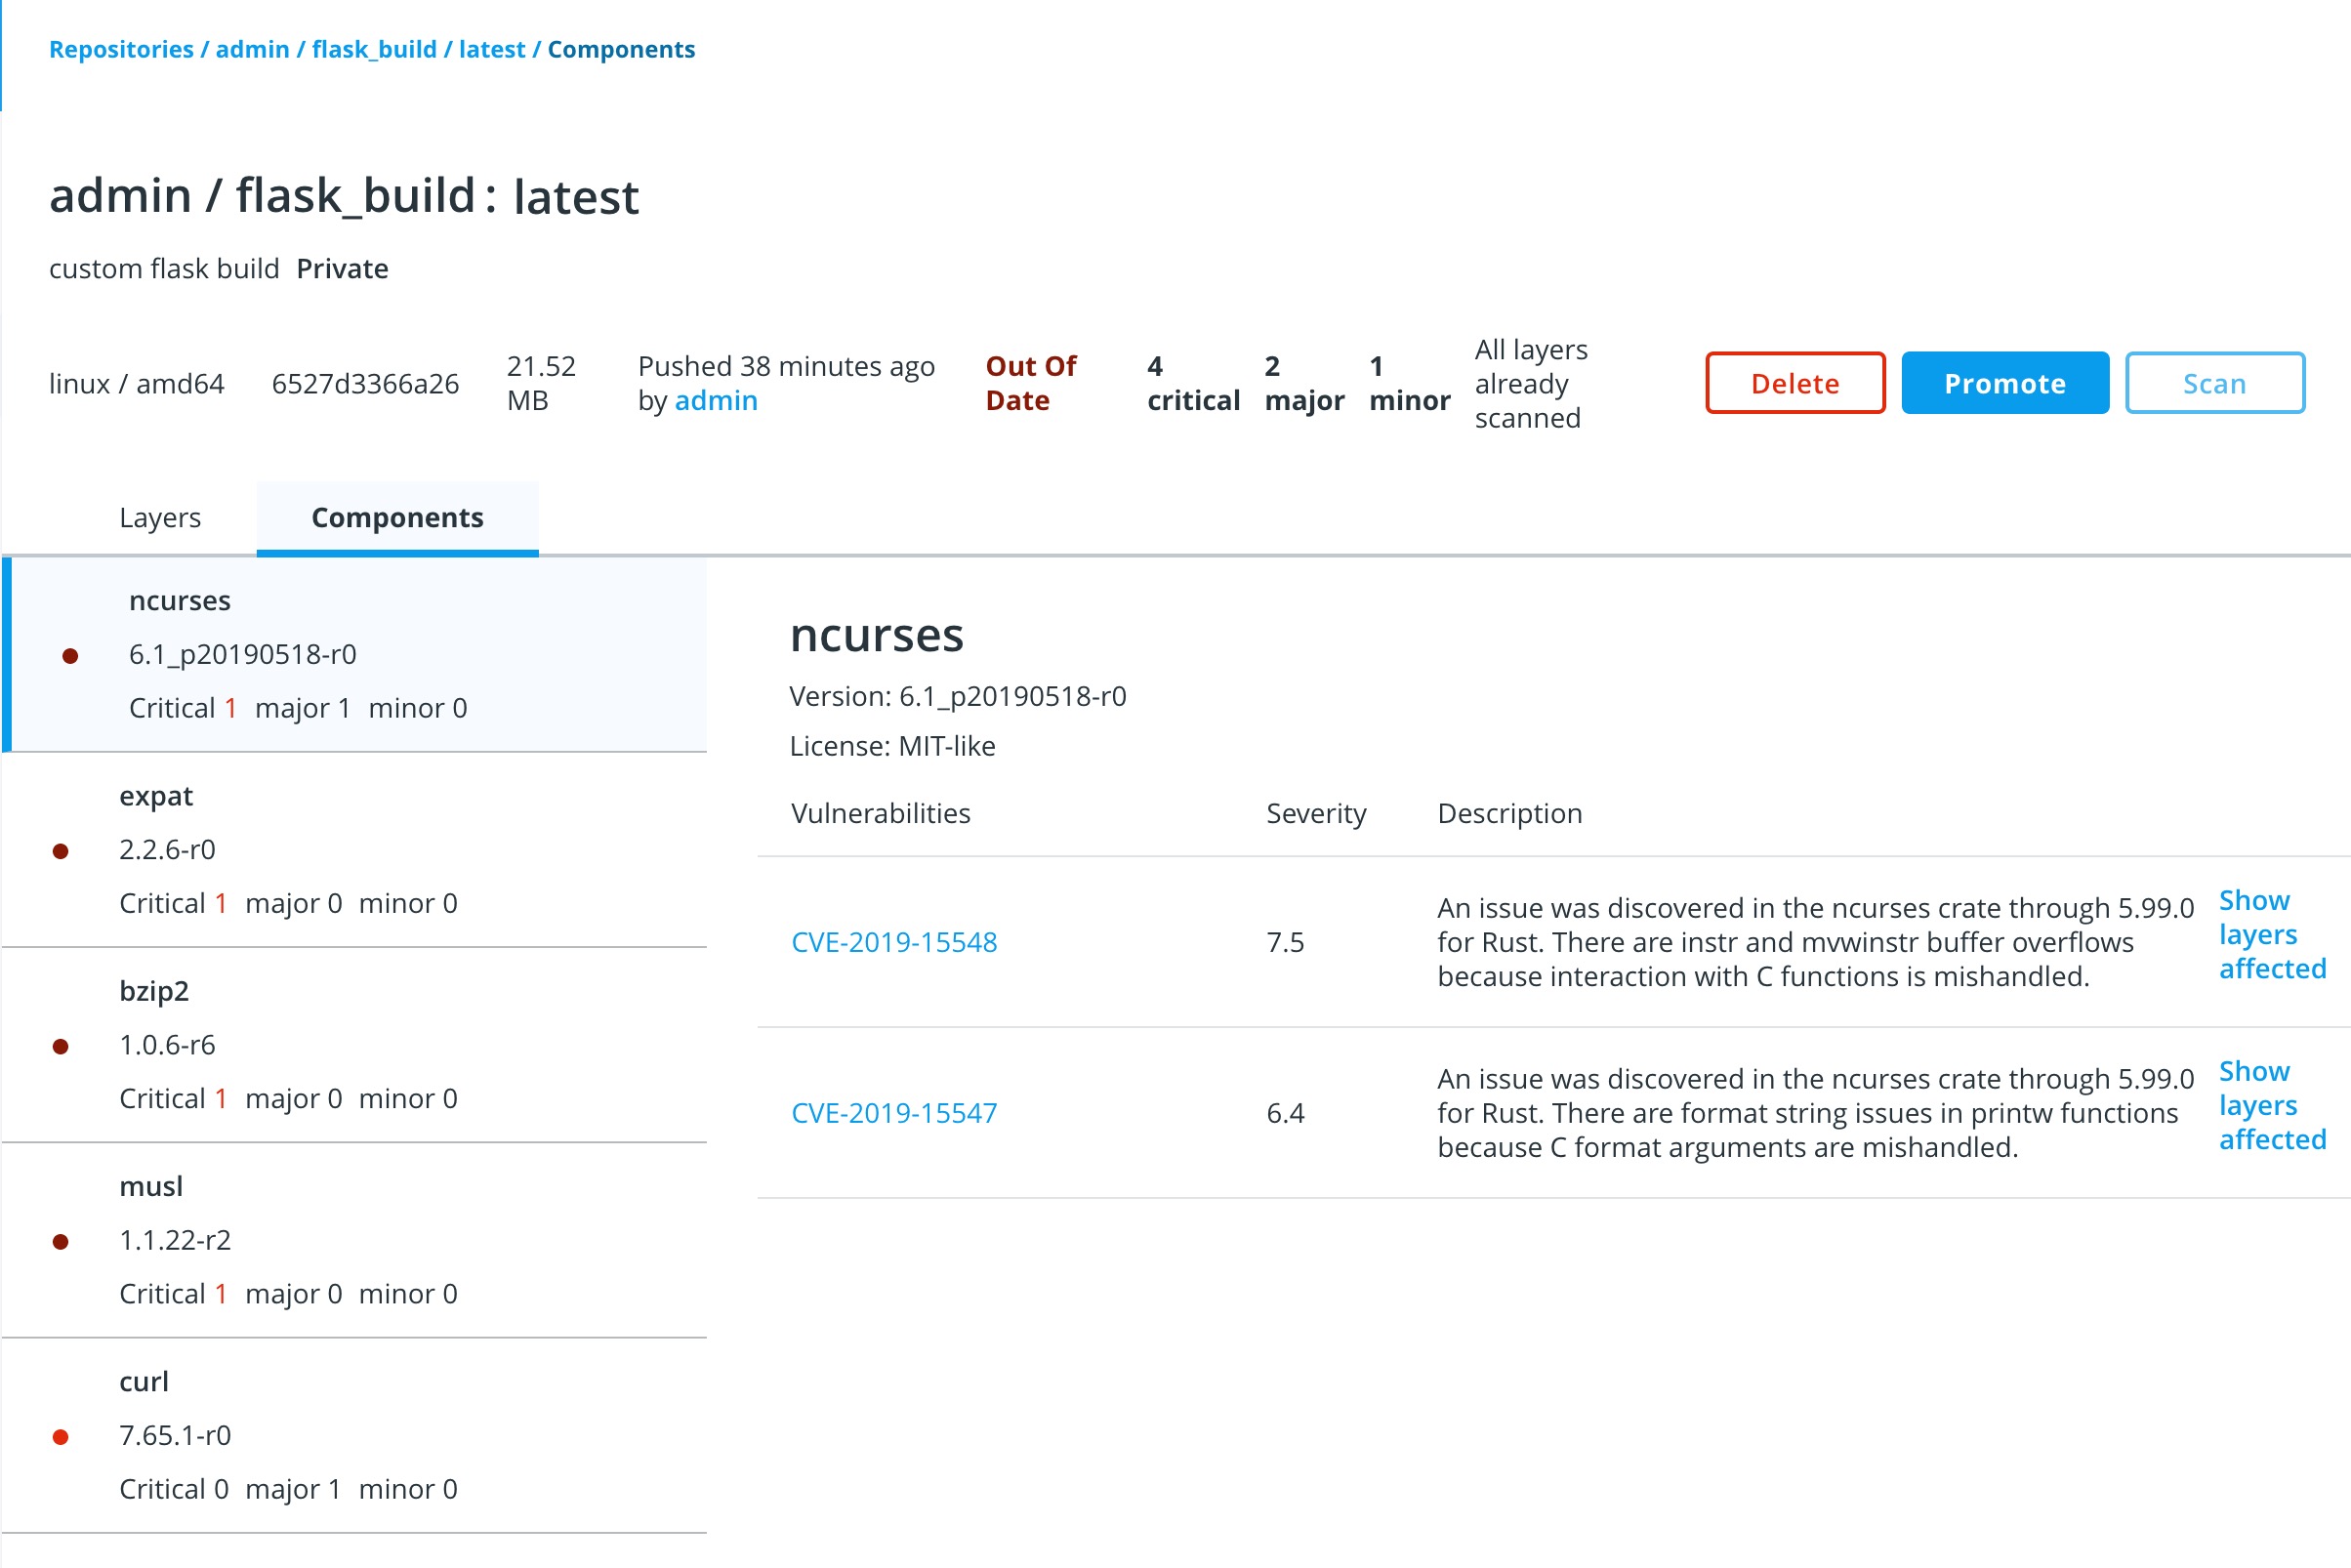 Repositories / admin / flask_build / latest / Components
admin / flask_build : latest
custom flask build Private
linux / amd64
6527d3366a26
21.52
MB
Pushed 38 minutes ago
by admin
Out Of
Date
4
critical
2
major
1
minor
All layers
already
scanned
Delete
Promote
Scan
Layers
Components
ncurses
6.1_p20190518-r0
Critical 1 major 1 minor 0
expat
2.2.6-r0
Critical 1 major 0 minor 0
bzip2
1.0.6-r6
Critical 1 major 0 minor 0
musl
1.1.22-r2
Critical 1 major 0 minor 0
curl
7.65.1-r0
Critical 0 major 1 minor 0
ncurses
Version: 6.1_p20190518-r0
License: MIT-like
Vulnerabilities
Severity
Description
CVE-2019-15548
7.5
An issue was discovered in the ncurses crate through 5.99.0
for Rust. There are instr and mvwinstr buffer overflows
because interaction with C functions is mishandled.
Show
layers
affected
CVE-2019-15547
6.4
An issue was discovered in the ncurses crate through 5.99.0
for Rust. There are format string issues in printw functions
because C format arguments are mishandled.
Show
layers
affected